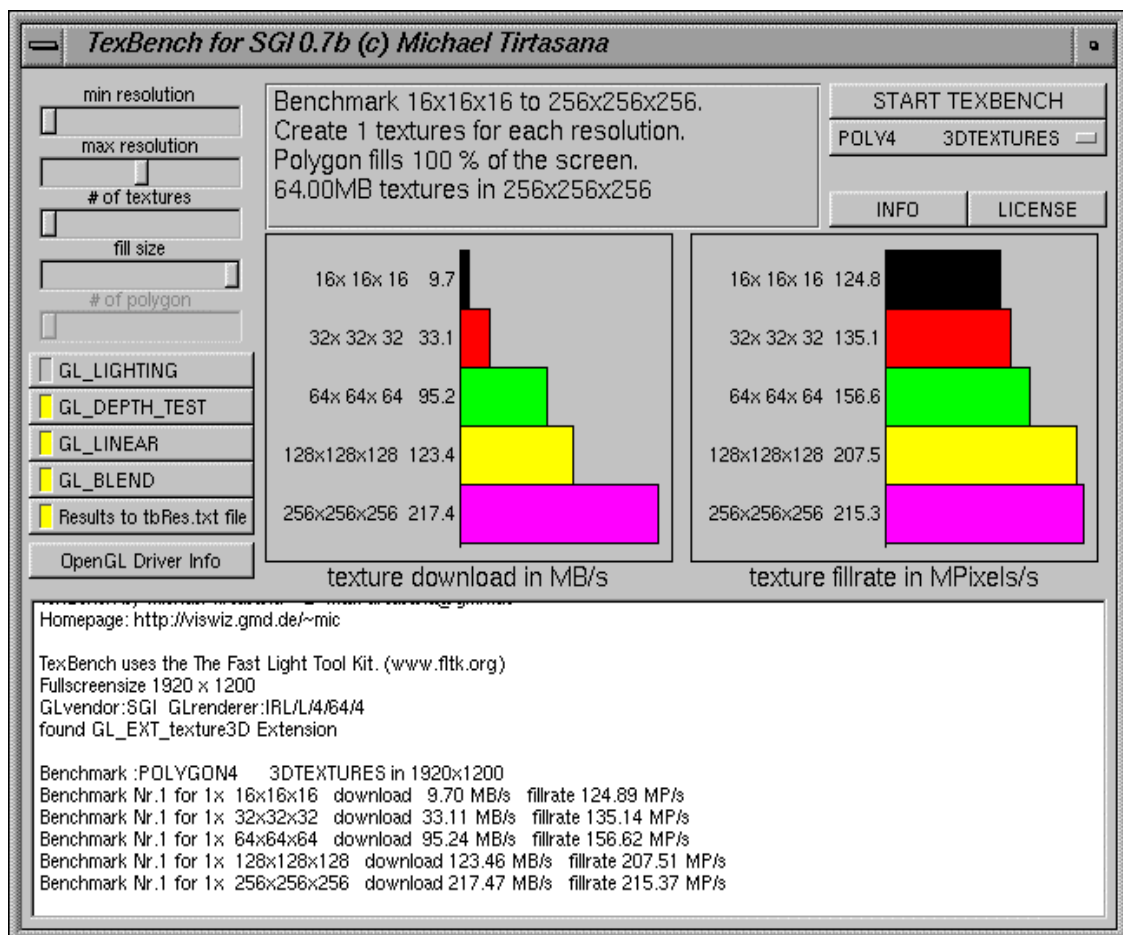 TexBench for SGI 0.7b (c) Michael Tirtasana
min resolution
max resolution
# of textures
fill size
# of polygon
GL_LIGHTING
GL_DEPTH_TEST
GL_LINEAR
GL_BLEND
Results to tbRes.txt file
OpenGL Driver Info
Benchmark 16x16x16 to 256x256x256.
Create 1 textures for each resolution.
Polygon fills 100 % of the screen.
64.00MB textures in 256x256x256
START TEXBENCH
POLY4 3DTEXTURES
INFO LICENSE
16x 16x 16 9.7
32x 32x 32 33.1
64x 64x 64 95.2
128x128x128 123.4
256x256x256 217.4
texture download in MB/s
16x 16x 16 124.8
32x 32x 32 135.1
64x 64x 64 156.6
128x128x128 207.5
256x256x256 215.3
texture fillrate in MPixels/s
Homepage: http://viswiz.gmd.de/~mic
TexBench uses the The Fast Light Tool Kit. (www.fltk.org)
Fullscreensize 1920 x 1200
GLvendor:SGI GLrenderer:IRL/L/4/64/4
found GL_EXT_texture3D Extension
Benchmark :POLYGON4 3DTEXTURES in 1920x1200
Benchmark Nr.1 for 1x 16x16x16 download 9.70 MB/s fillrate 124.89 MP/s
Benchmark Nr.1 for 1x 32x32x32 download 33.11 MB/s fillrate 135.14 MP/s
Benchmark Nr.1 for 1x 64x64x64 download 95.24 MB/s fillrate 156.62 MP/s
Benchmark Nr.1 for 1x 128x128x128 download 123.46 MB/s fillrate 207.51 MP/s
Benchmark Nr.1 for 1x 256x256x256 download 217.47 MB/s fillrate 215.37 MP/s